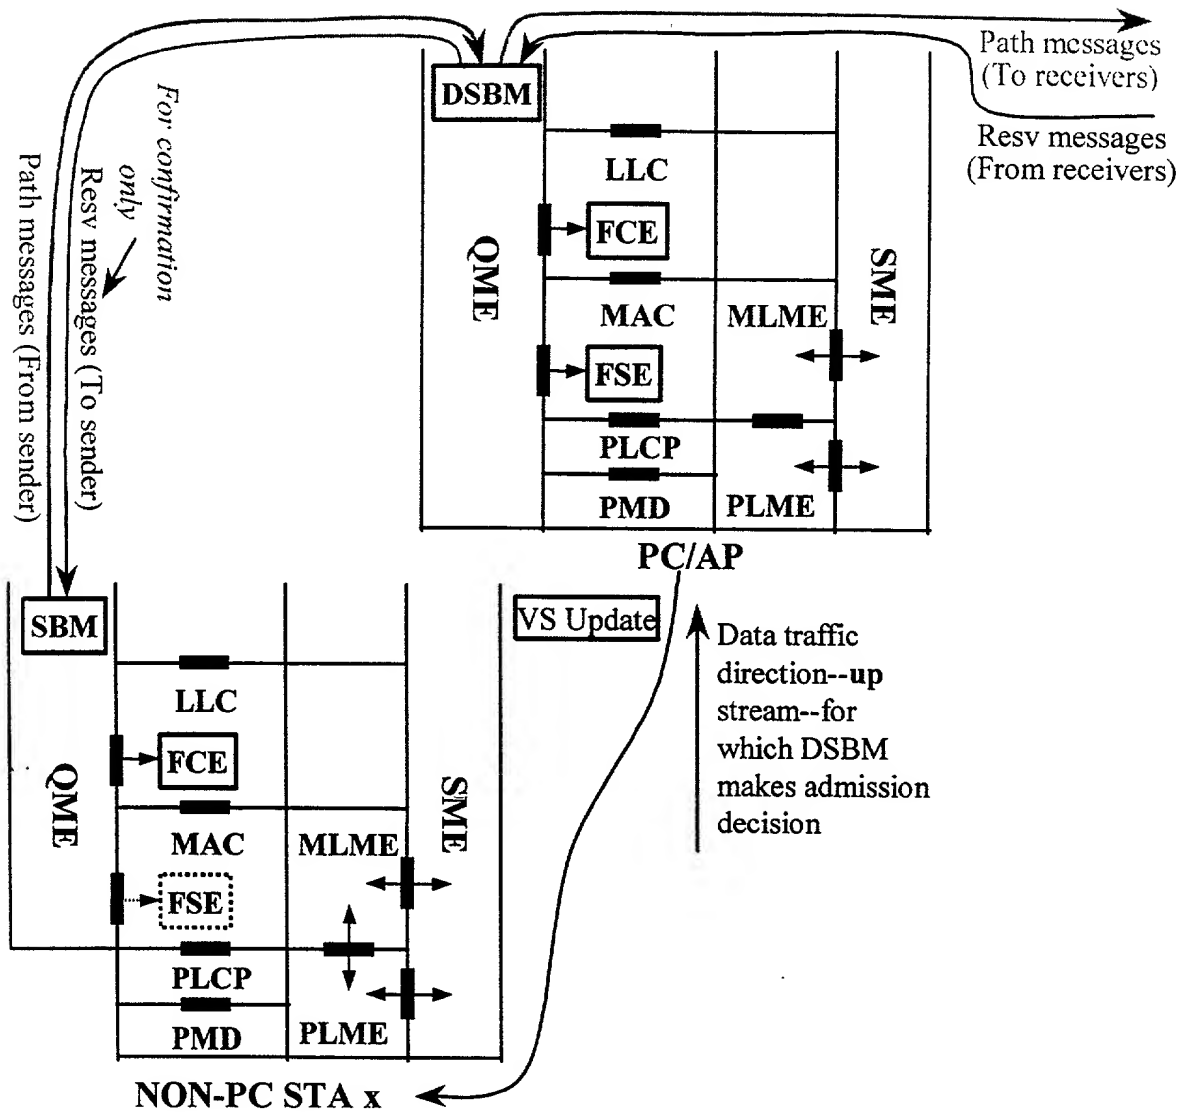 Path messages
(To receivers)
Resv messages
(From receivers)
DSBM
LLC
FCE
QME
SME
MAC
MLME
FSE
PLCP
PMD
PLME
PC/AP
For confirmation
only
Resv messages (To sender)
Path messages (From sender)
VS Update
Data traffic
direction--up
stream--for
which DSBM
makes admission
decision
SBM
LLC
FCE
QME
SME
MAC
MLME
FSE
PLCP
PMD
PLME
NON-PC STA x